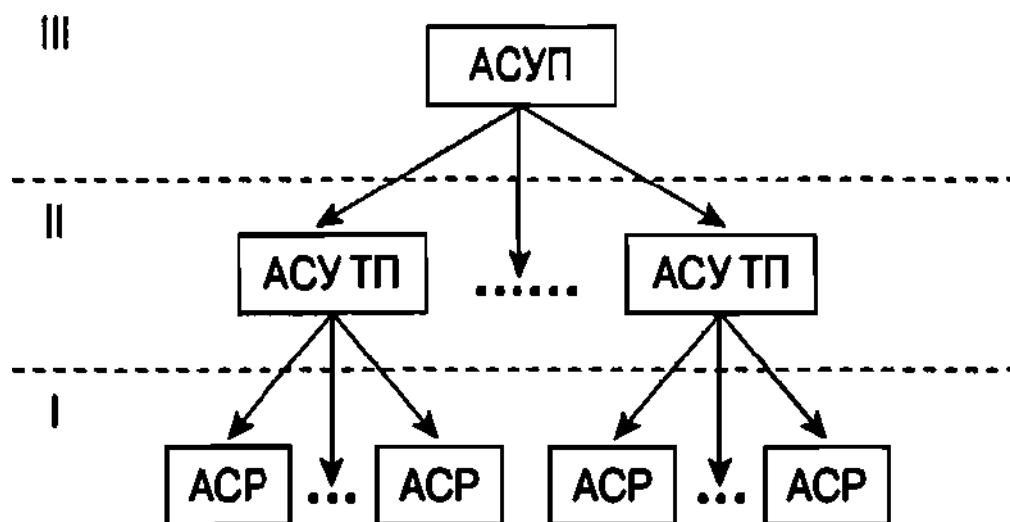 III
АСУП
II
АСУ ТП ...... АСУ ТП
I
АСР ... АСР АСР ... АСР